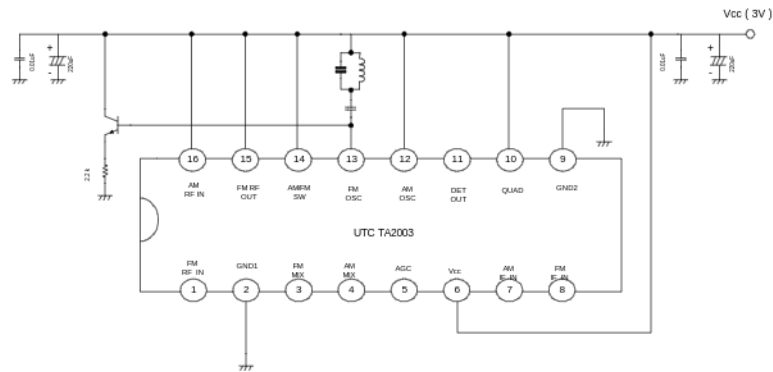 Vcc ( 3V )
0.01uF
220uF
0.01uF
220uF
+
-
+
-
2.2 k
16
15
14
13
12
11
10
9
AM
RF IN
FM RF
OUT
AM/FM
SW
FM
OSC
AM
OSC
DET
OUT
QUAD
GND2
UTC TA2003
FM
RF IN
GND1
FM
MIX
AM
MIX
AGC
Vcc
AM
IF IN
FM
IF IN
1
2
3
4
5
6
7
8